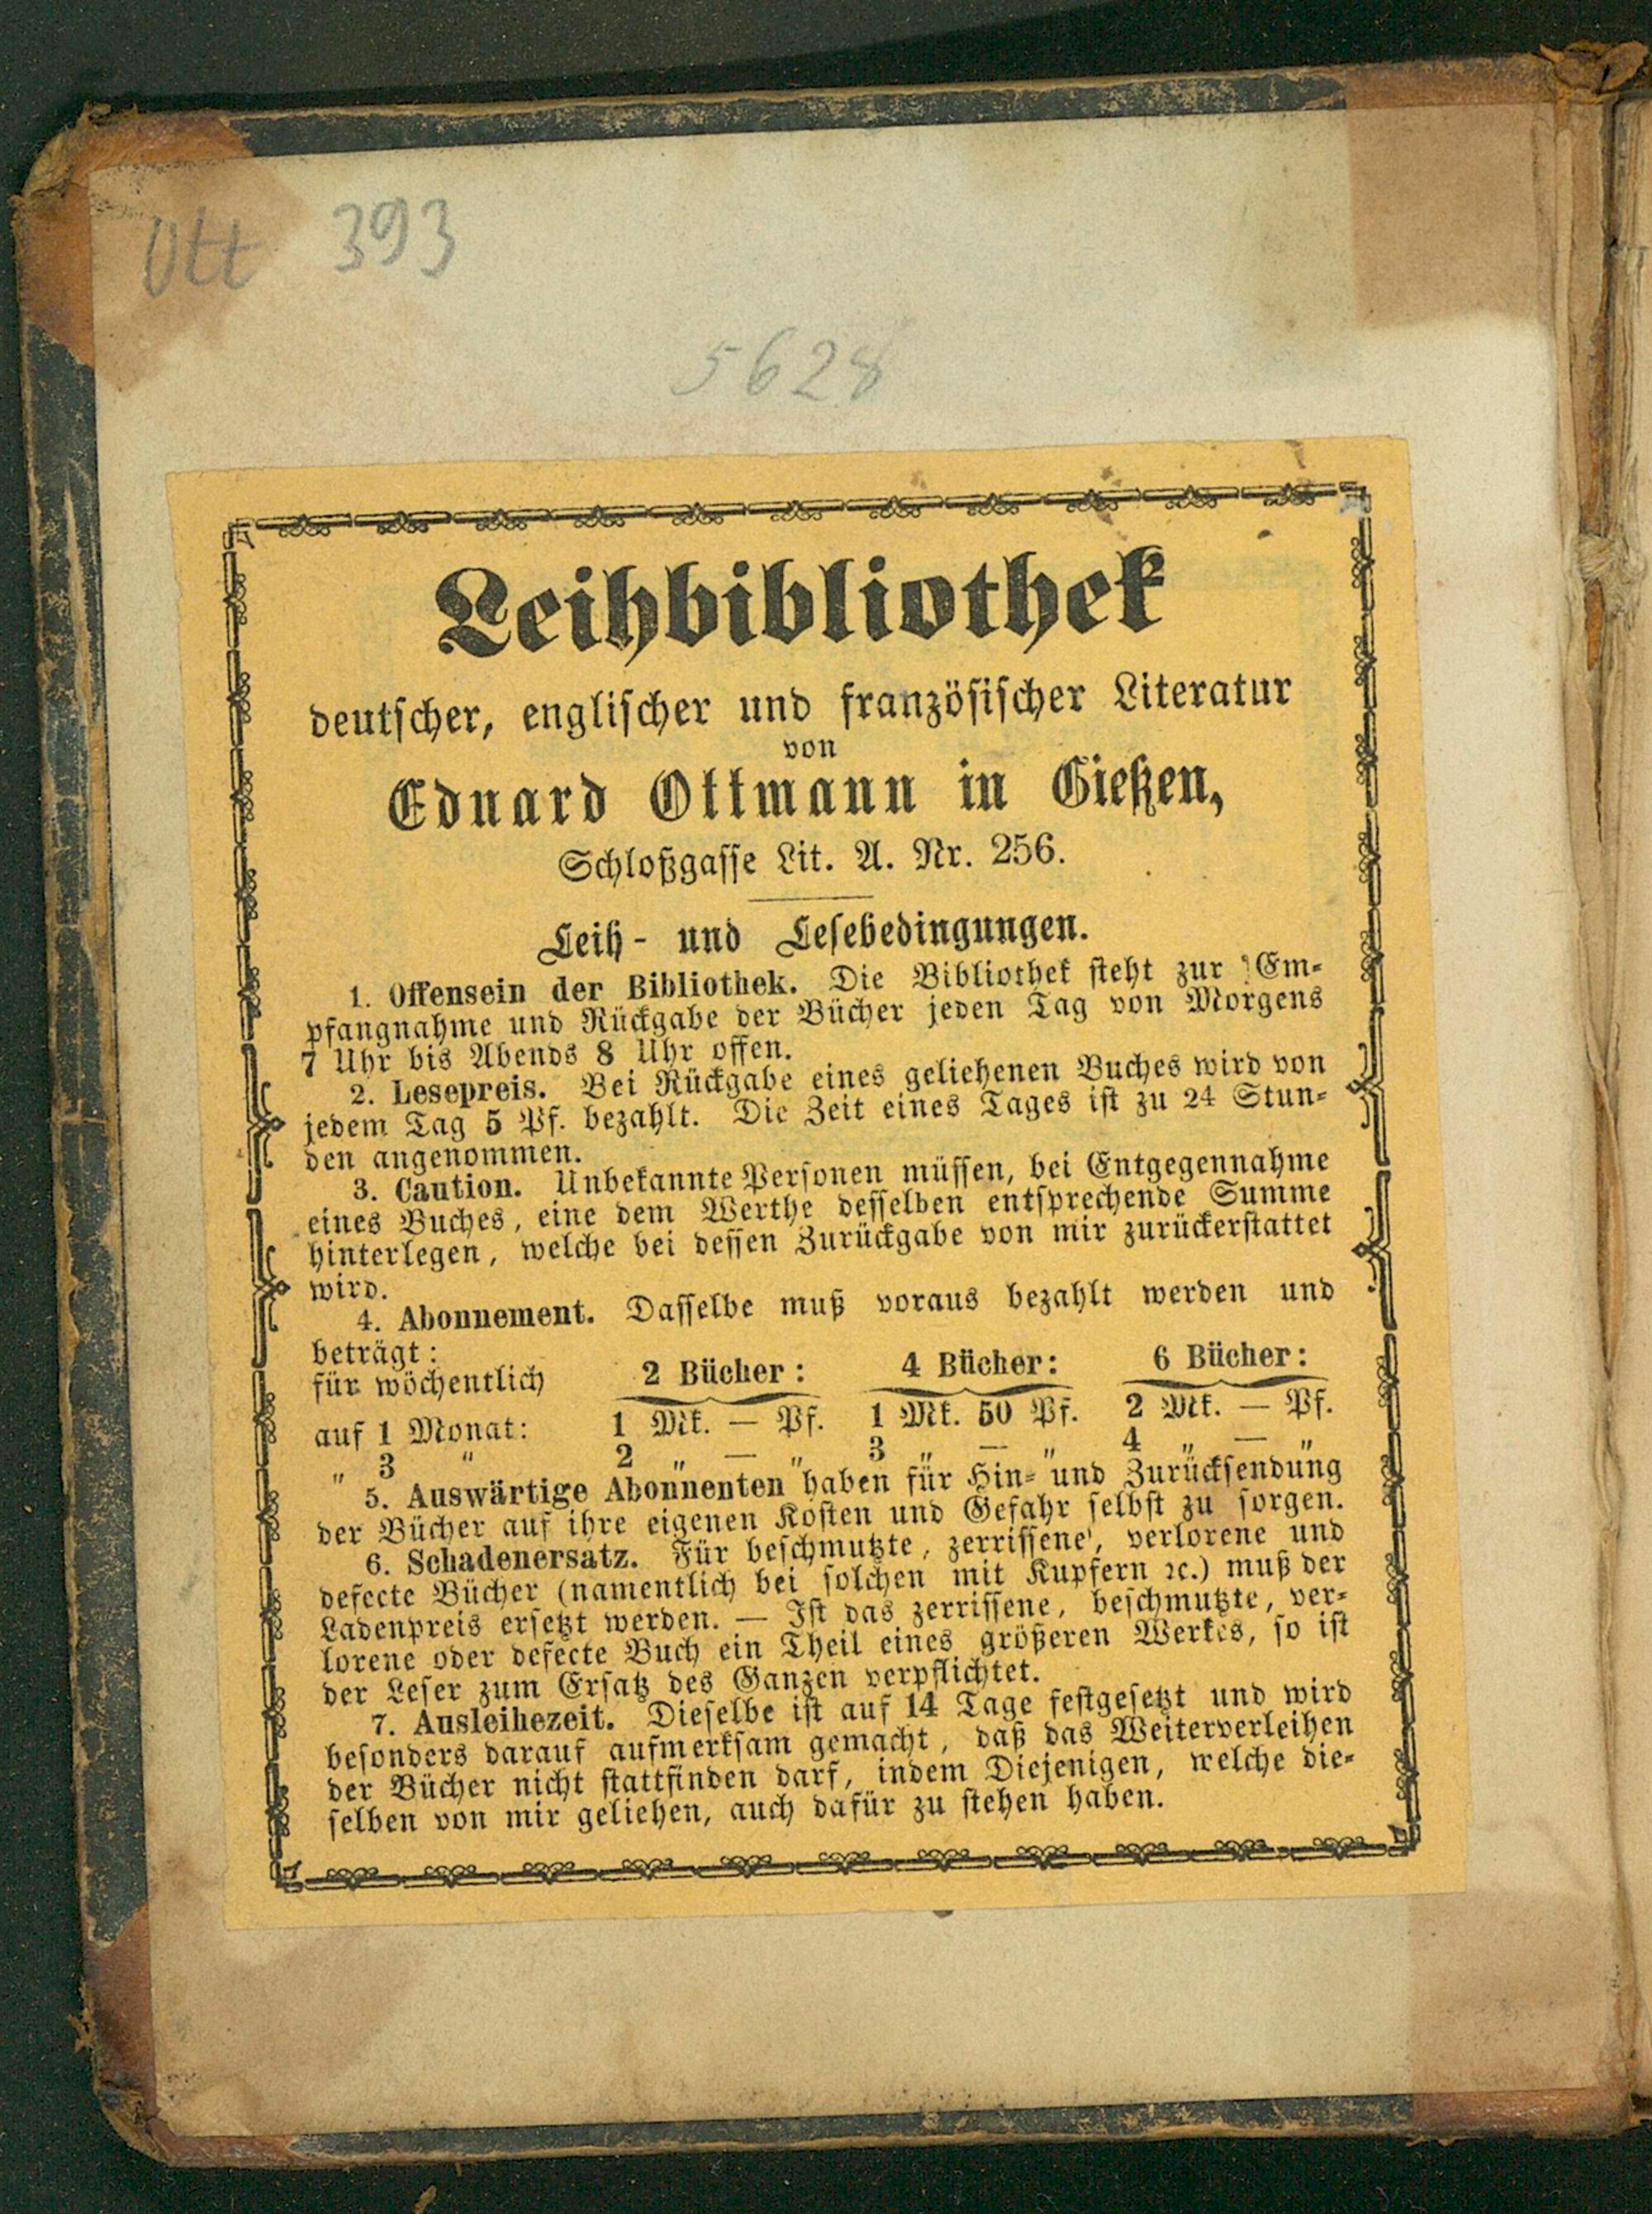 Ott 393
5628
Leihbibliothek
deutscher, englischer und französischer Literatur
von
Eduard Ottmann in Gießen,
Schloßgasse Lit. A. Nr. 256.
Leih- und Lesebedingungen.
1. Offensein der Bibliothek. Die Bibliothek steht zur Em-
pfangnahme und Rückgabe der Bücher jeden Tag von Morgens
7 Uhr bis Abends 8 Uhr offen.
2. Lesepreis. Bei Rückgabe eines geliehenen Buches wird von
jedem Tag 5 Pf. bezahlt. Die Zeit eines Tages ist zu 24 Stun-
den angenommen.
3. Caution. Unbekannte Personen müssen, bei Entgegennahme
eines Buches, eine dem Werthe desselben entsprechende Summe
hinterlegen, welche bei dessen Zurückgabe von mir zurückerstattet
wird.
4. Abonnement. Dasselbe muß voraus bezahlt werden und
beträgt:
für wöchentlich 2 Bücher: 4 Bücher: 6 Bücher:
auf 1 Monat: 1 Mk. — Pf. 1 Mk. 50 Pf. 2 Mk. — Pf.
" 3 " 2 " — " 3 " — " 4 " — "
5. Auswärtige Abonnenten haben für Hin- und Zurücksendung
der Bücher auf ihre eigenen Kosten und Gefahr selbst zu sorgen.
6. Schadenersatz. Für beschmutzte, zerrissene, verlorene und
defecte Bücher (namentlich bei solchen mit Kupfern ꝛc.) muß der
Ladenpreis ersetzt werden. — Ist das zerrissene, beschmutzte, ver-
lorene oder defecte Buch ein Theil eines größeren Werkes, so ist
der Leser zum Ersatz des Ganzen verpflichtet.
7. Ausleihezeit. Dieselbe ist auf 14 Tage festgesetzt und wird
besonders darauf aufmerksam gemacht, daß das Weiterverleihen
der Bücher nicht stattfinden darf, indem Diejenigen, welche die-
selben von mir geliehen, auch dafür zu stehen haben.